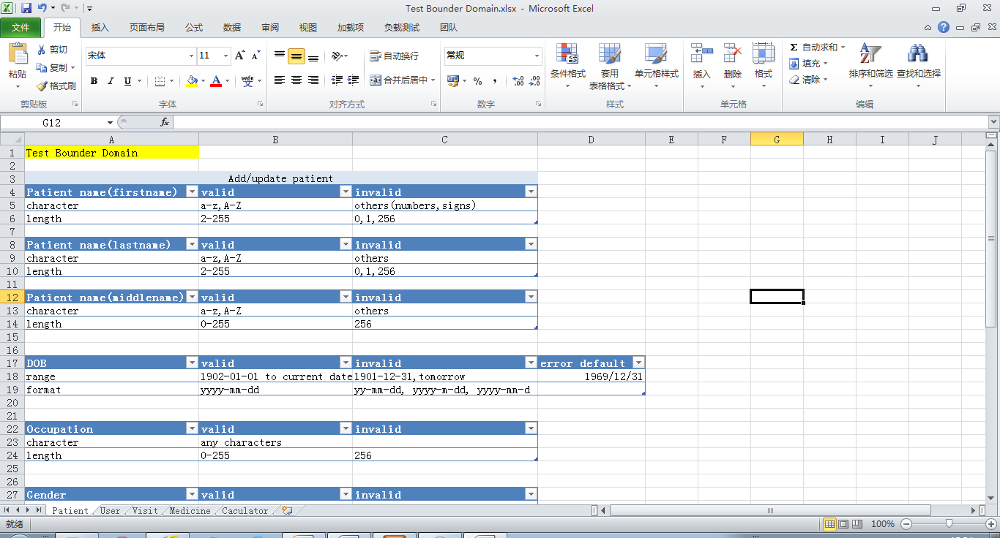 Test Bounder Domain.xlsx - Microsoft Excel
文件 开始 插入 页面布局 公式 数据 审阅 视图 加载项 负载测试 团队
剪切 宋体 11 自动换行 常规 Σ 自动求和
粘贴 复制 条件格式 套用 单元格样式 插入 删除 格式 填充 排序和筛选 查找和选择
格式刷 B I U 合并后居中 % 表格格式 清除
剪贴板 字体 对齐方式 数字 样式 单元格 编辑
G12 fx
A B C D E F G H I J
1 Test Bounder Domain
2
3 Add/update patient
4 Patient name(firstname) valid invalid
5 character a-z,A-Z others(numbers,signs)
6 length 2-255 0,1,256
7
8 Patient name(lastname) valid invalid
9 character a-z,A-Z others
10 length 2-255 0,1,256
11
12 Patient name(middlename) valid invalid
13 character a-z,A-Z others
14 length 0-255 256
15
16
17 DOB valid invalid error default
18 range 1902-01-01 to current date 1901-12-31,tomorrow 1969/12/31
19 format yyyy-mm-dd yy-mm-dd, yyyy-m-dd, yyyy-mm-d
20
21
22 Occupation valid invalid
23 character any characters
24 length 0-255 256
25
26
27 Gender valid invalid
Patient User Visit Medicine Caculator
就绪 100%